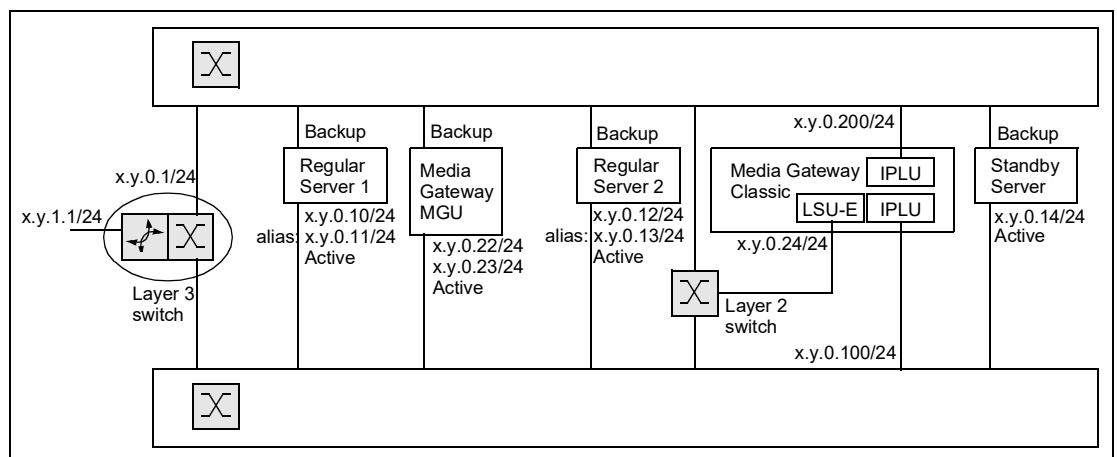 x.y.0.200/24
Backup
Backup
Backup
Backup
Regular
Server 1
Media
Gateway
MGU
Regular
Server 2
Media Gateway
Classic
IPLU
LSU-E
IPLU
Standby
Server
x.y.0.1/24
x.y.1.1/24
Layer 3
switch
x.y.0.10/24
alias: x.y.0.11/24
Active
x.y.0.22/24
x.y.0.23/24
Active
x.y.0.12/24
alias: x.y.0.13/24
Active
x.y.0.24/24
x.y.0.14/24
Active
Layer 2
switch
x.y.0.100/24